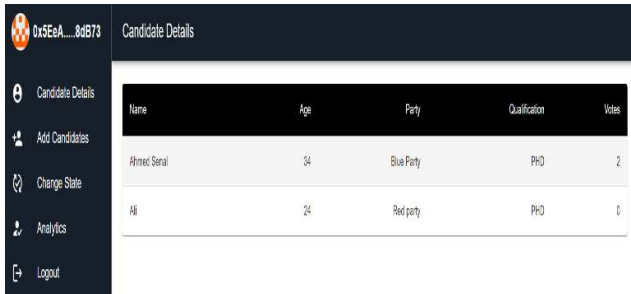 0x5EeA.....8dB73
Candidate Details
Candidate Details
Add Candidates
Change State
Analytics
Logout
Name Age Party Qualification Votes
Ahmed Senal 34 Blue Party PHD 2
Ali 24 Red party PHD 0